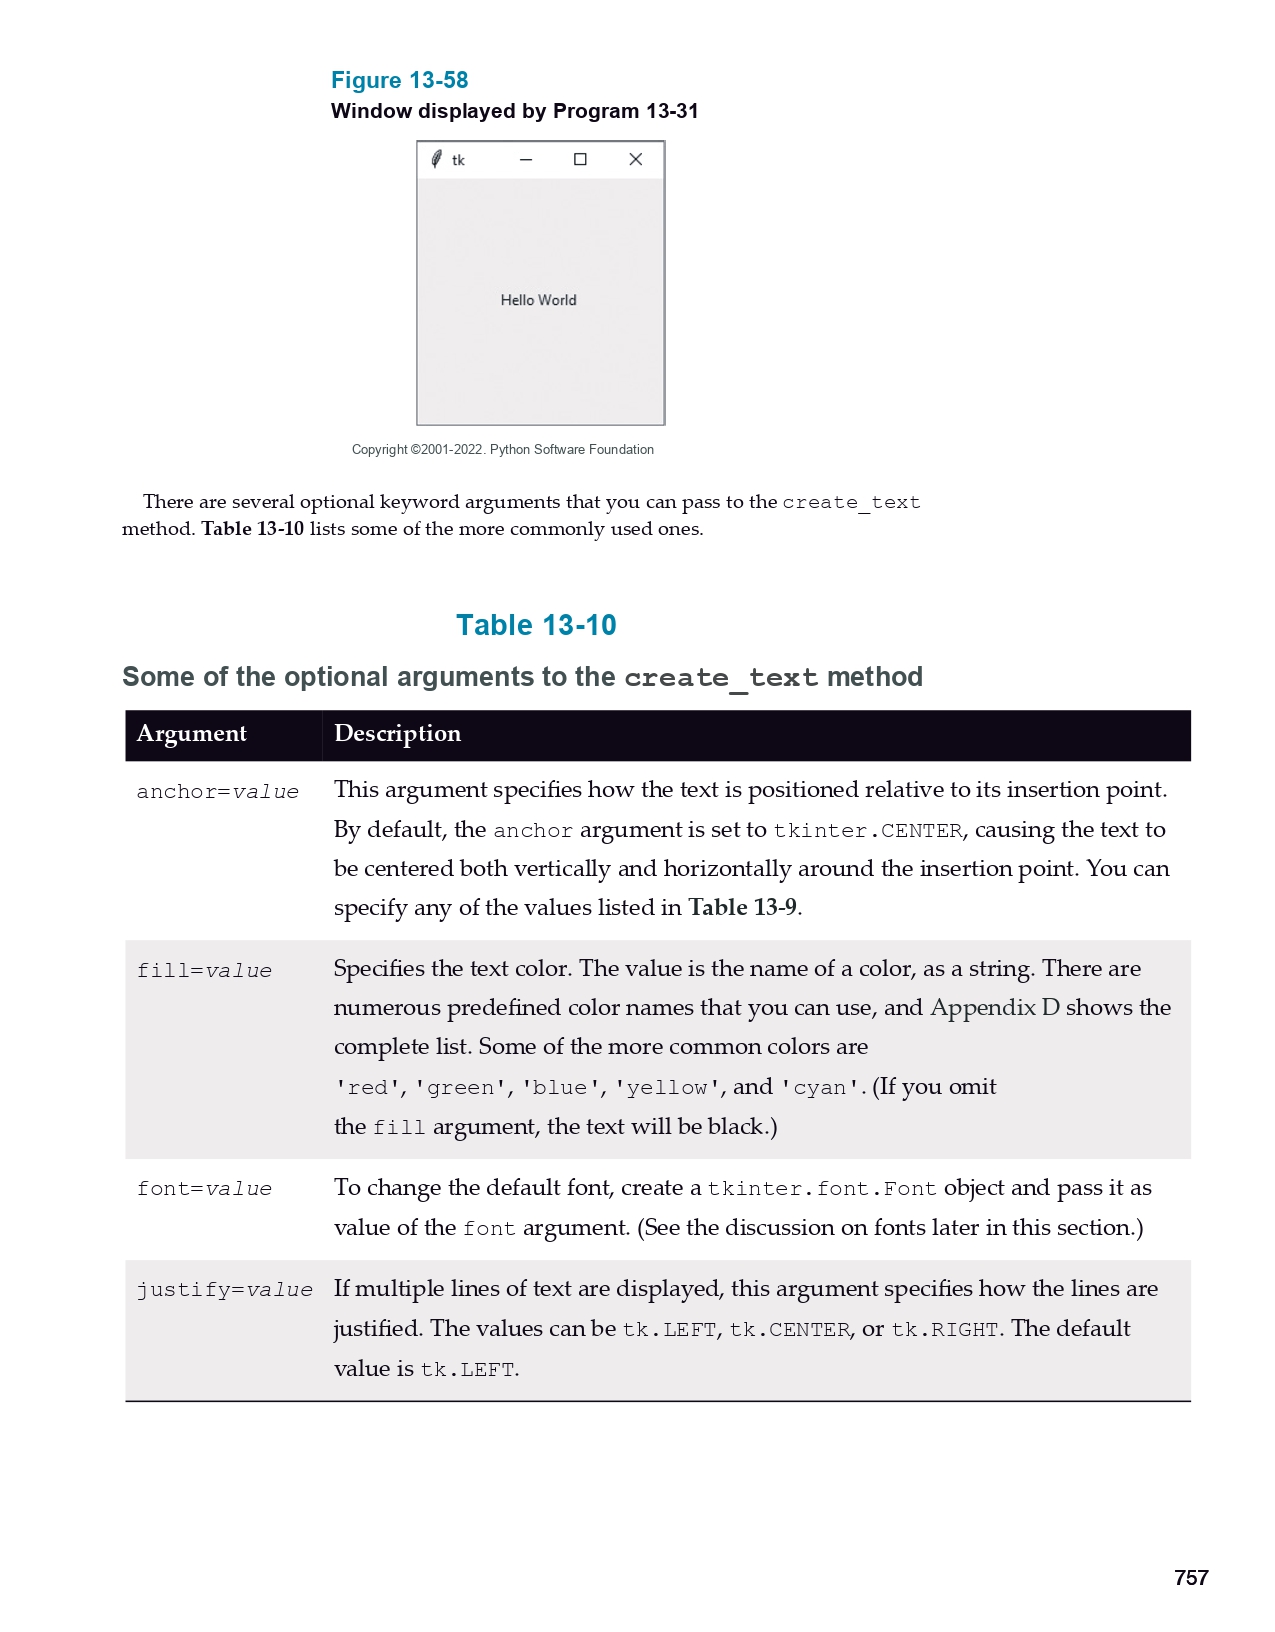 Figure 13-58
Window displayed by Program 13-31
tk
Hello World
Copyright ©2001-2022. Python Software Foundation
There are several optional keyword arguments that you can pass to the create_text
method. Table 13-10 lists some of the more commonly used ones.
Table 13-10
Some of the optional arguments to the create_text method
Argument Description
anchor=value This argument specifies how the text is positioned relative to its insertion point.
By default, the anchor argument is set to tkinter.CENTER, causing the text to
be centered both vertically and horizontally around the insertion point. You can
specify any of the values listed in Table 13-9.
fill=value Specifies the text color. The value is the name of a color, as a string. There are
numerous predefined color names that you can use, and Appendix D shows the
complete list. Some of the more common colors are
'red', 'green', 'blue', 'yellow', and 'cyan'. (If you omit
the fill argument, the text will be black.)
font=value To change the default font, create a tkinter.font.Font object and pass it as
value of the font argument. (See the discussion on fonts later in this section.)
justify=value If multiple lines of text are displayed, this argument specifies how the lines are
justified. The values can be tk.LEFT, tk.CENTER, or tk.RIGHT. The default
value is tk.LEFT.
757